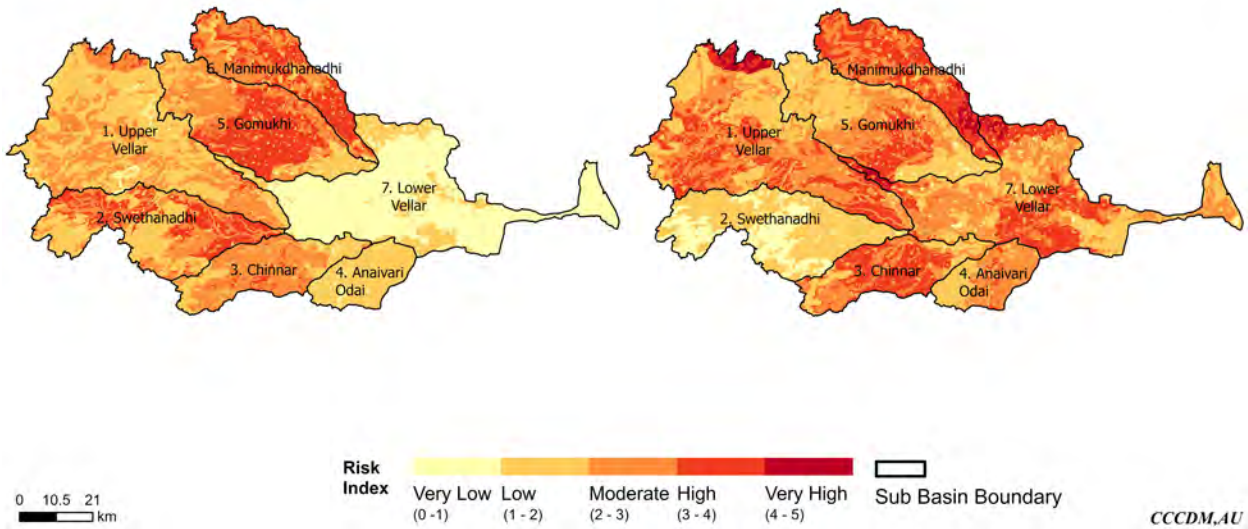 6. Manimukdhanadhi
5. Gomukhi
1. Upper
Vellar
7. Lower
Vellar
2. Swethanadhi
3. Chinnar
4. Anaivari
Odai
6. Manimukdhanadhi
5. Gomukhi
1. Upper
Vellar
7. Lower
Vellar
2. Swethanadhi
3. Chinnar
4. Anaivari
Odai
Risk
Index
Very Low Low Moderate High Very High
(0 -1) (1 - 2) (2 - 3) (3 - 4) (4 - 5)
Sub Basin Boundary
0 10.5 21
km
CCCDM.AU